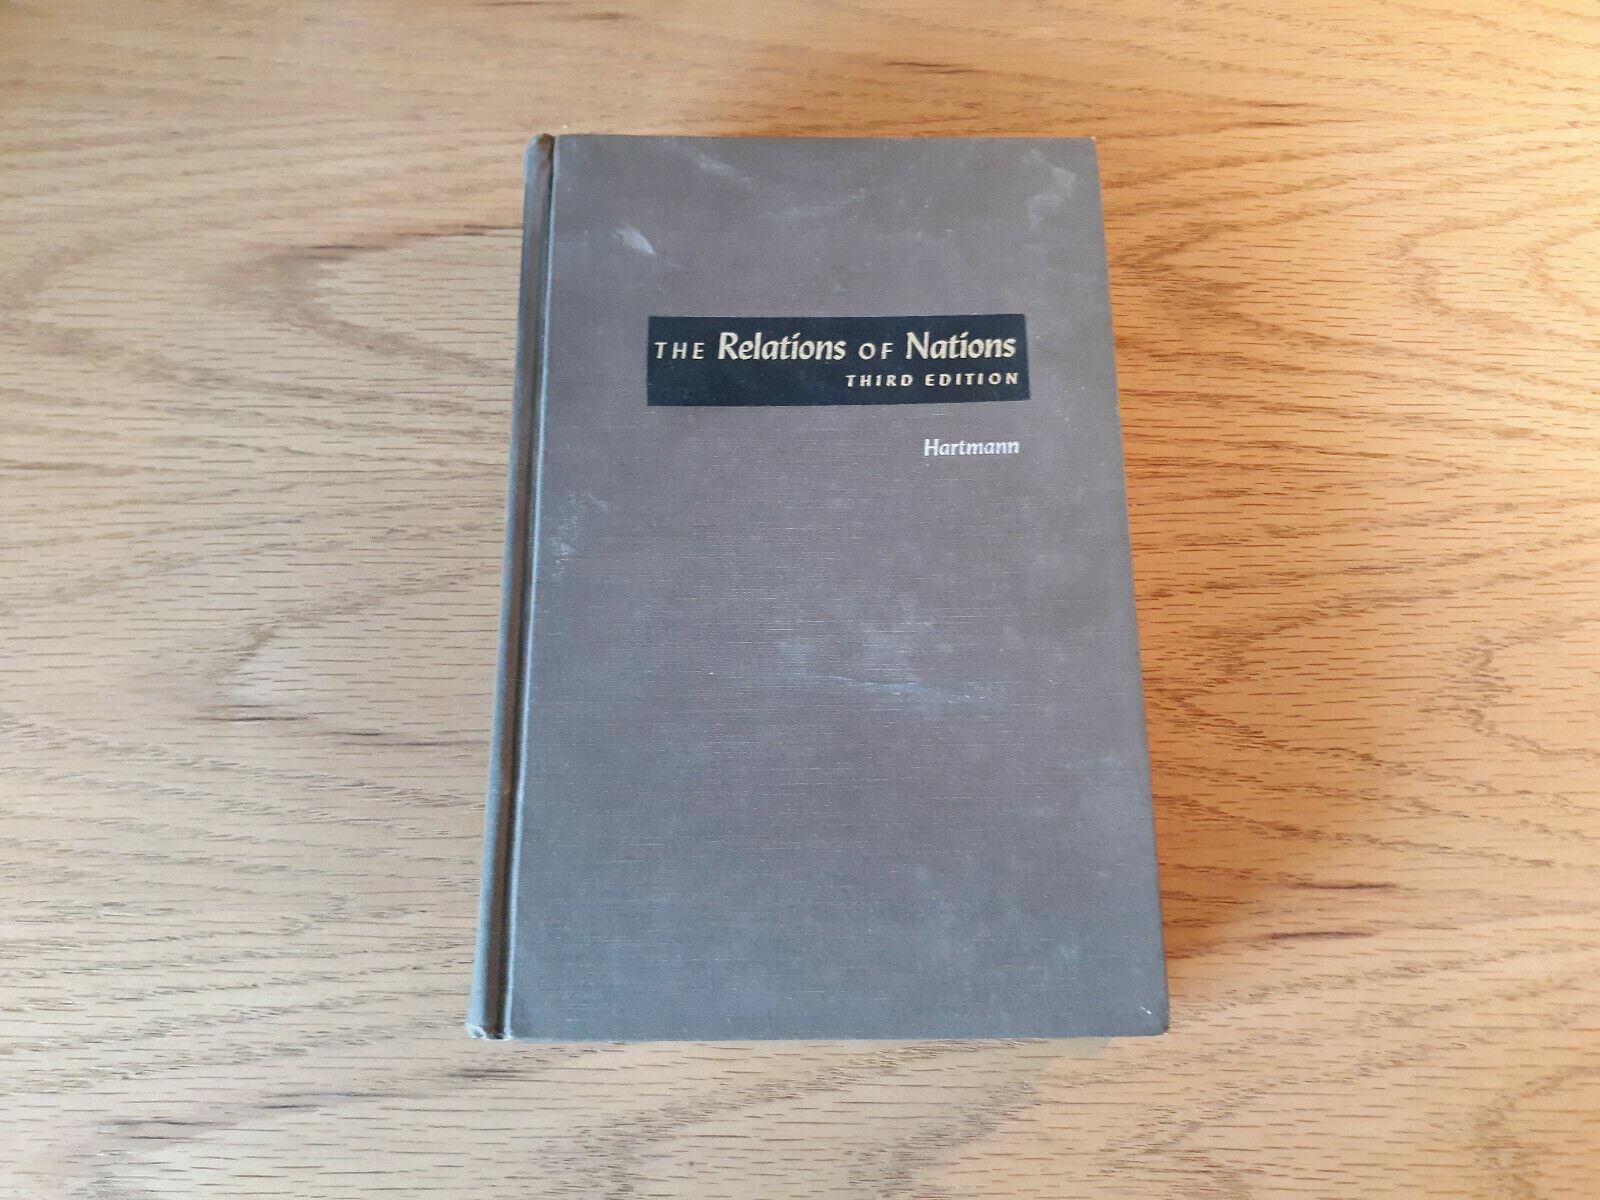 THE Relations OF Nations
THIRD EDITION
Hartmann